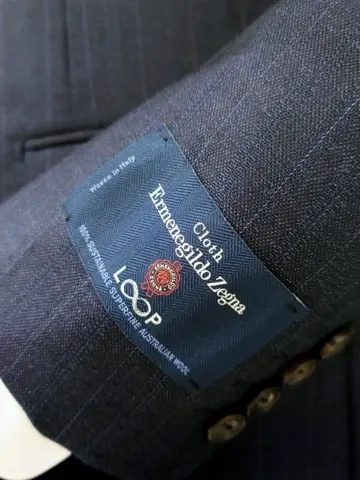 Woven in Italy
Cloth
Ermenegildo Zegna
LOOP
100% SUSTAINABLE SUPERFINE AUSTRALIAN WOOL